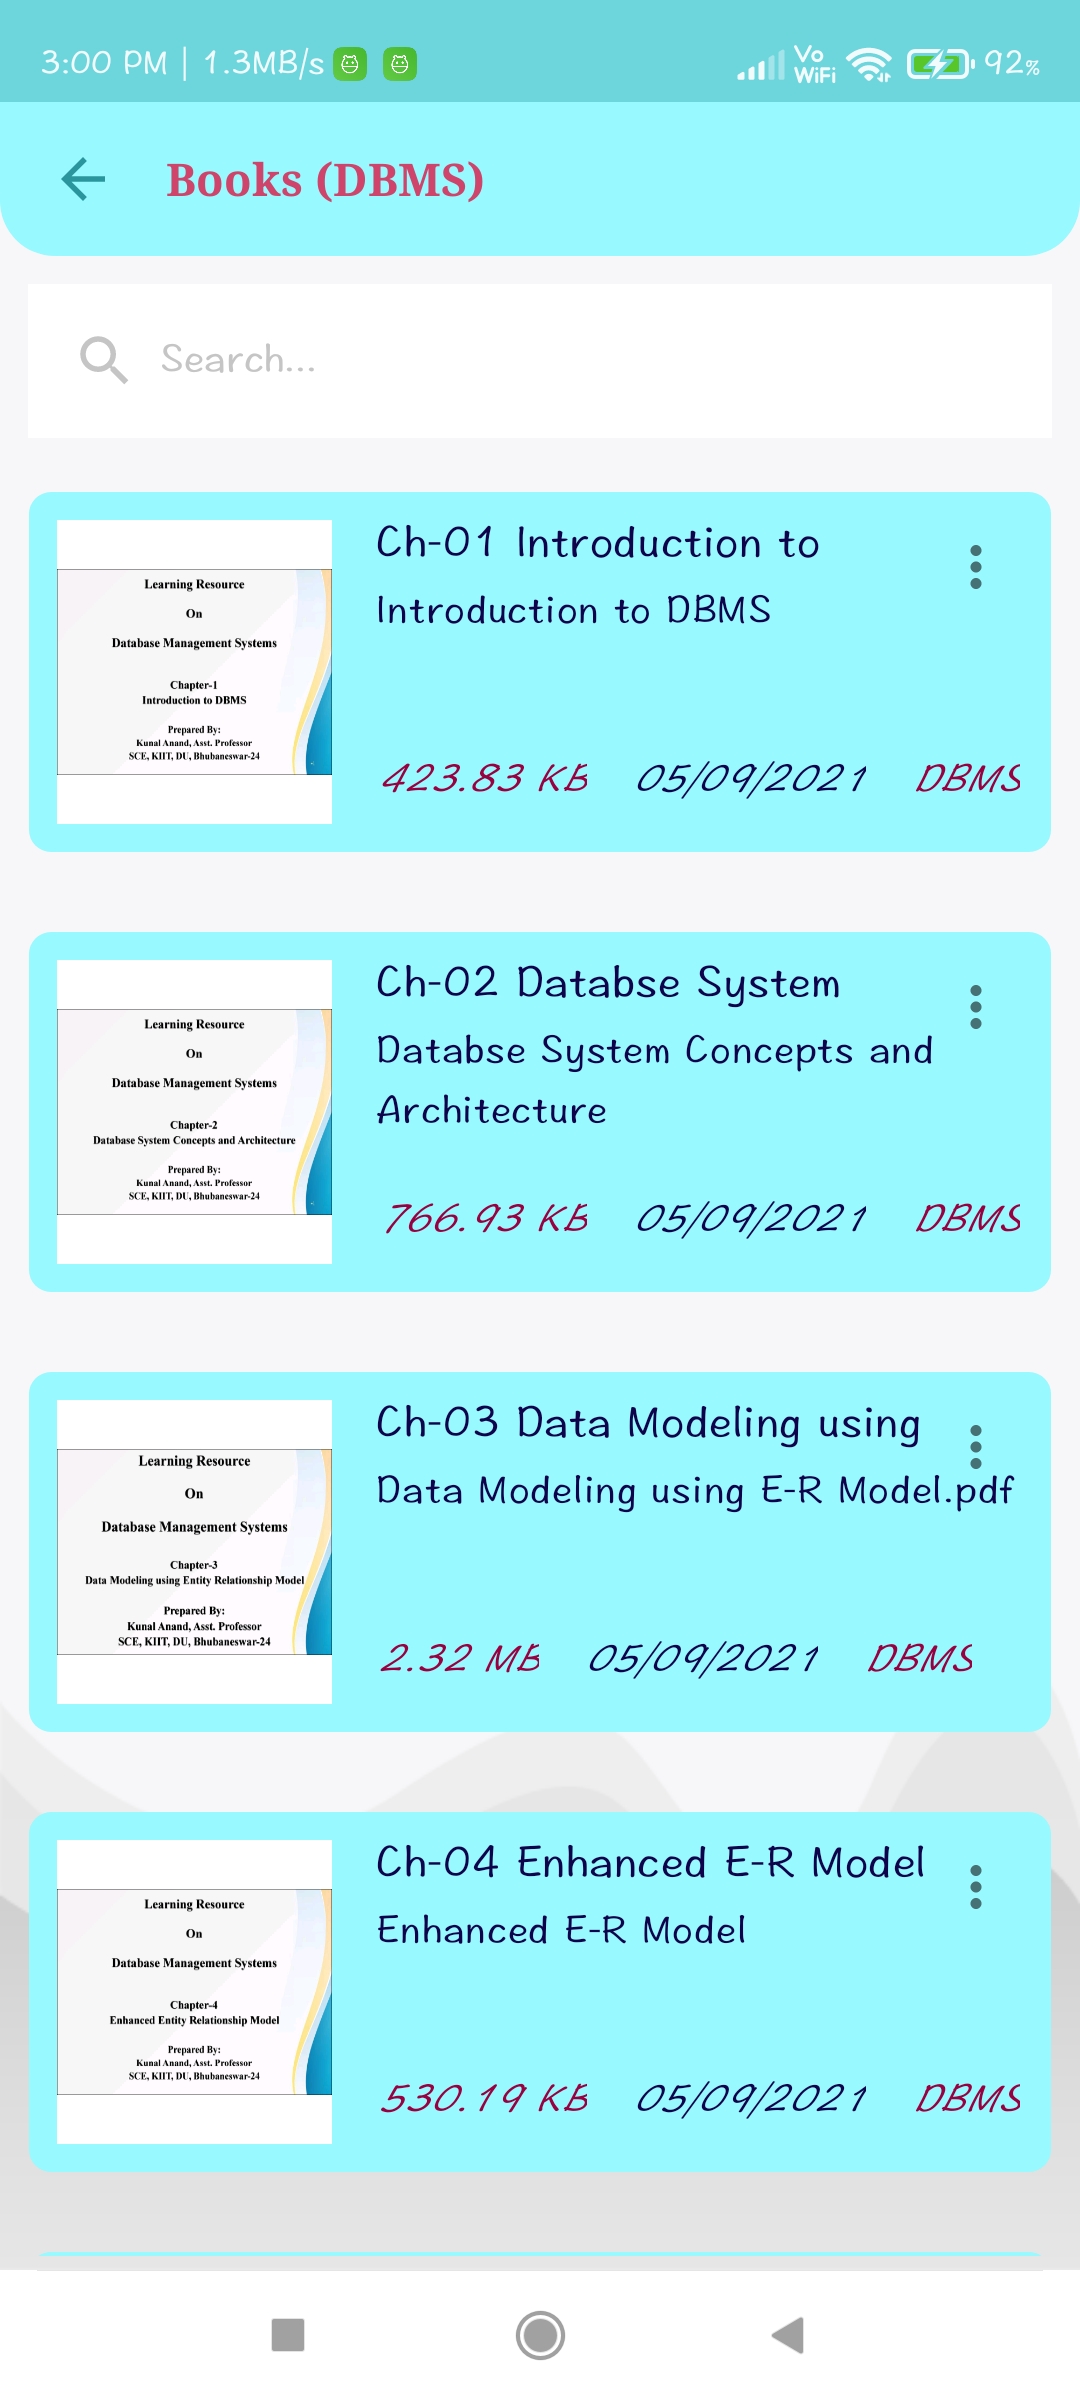 3:00 PM | 1.3MB/s Vo WiFi 92%
Books (DBMS)
Search...
Learning Resource
On
Database Management Systems
Chapter-1
Introduction to DBMS
Prepared By:
Kunal Anand, Asst. Professor
SCE, KIIT, DU, Bhubaneswar-24
Ch-01 Introduction to
Introduction to DBMS
423.83 KB 05/09/2021 DBMS
Learning Resource
On
Database Management Systems
Chapter-2
Database System Concepts and Architecture
Prepared By:
Kunal Anand, Asst. Professor
SCE, KIIT, DU, Bhubaneswar-24
Ch-02 Databse System
Databse System Concepts and
Architecture
766.93 KB 05/09/2021 DBMS
Learning Resource
On
Database Management Systems
Chapter-3
Data Modeling using Entity Relationship Model
Prepared By:
Kunal Anand, Asst. Professor
SCE, KIIT, DU, Bhubaneswar-24
Ch-03 Data Modeling using
Data Modeling using E-R Model.pdf
2.32 MB 05/09/2021 DBMS
Learning Resource
On
Database Management Systems
Chapter-4
Enhanced Entity Relationship Model
Prepared By:
Kunal Anand, Asst. Professor
SCE, KIIT, DU, Bhubaneswar-24
Ch-04 Enhanced E-R Model
Enhanced E-R Model
530.19 KB 05/09/2021 DBMS